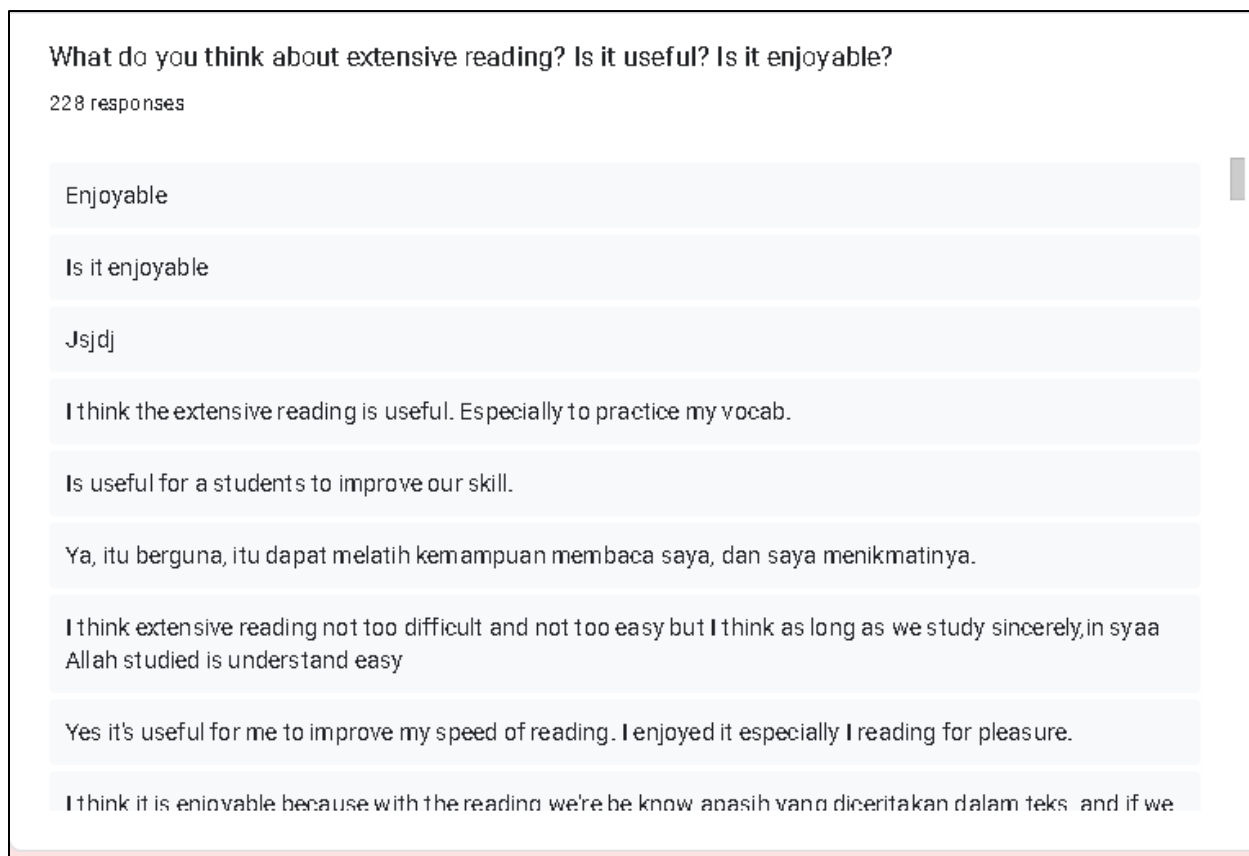 What do you think about extensive reading? Is it useful? Is it enjoyable?
228 responses
Enjoyable
Is it enjoyable
Jsjdj
I think the extensive reading is useful. Especially to practice my vocab.
Is useful for a students to improve our skill.
Ya, itu berguna, itu dapat melatih kemampuan membaca saya, dan saya menikmatinya.
I think extensive reading not too difficult and not too easy but I think as long as we study sincerely,in syaa
Allah studied is understand easy
Yes it's useful for me to improve my speed of reading. I enjoyed it especially I reading for pleasure.
I think it is enjoyable because with the reading we're be know apasih yang diceritakan dalam teks, and if we